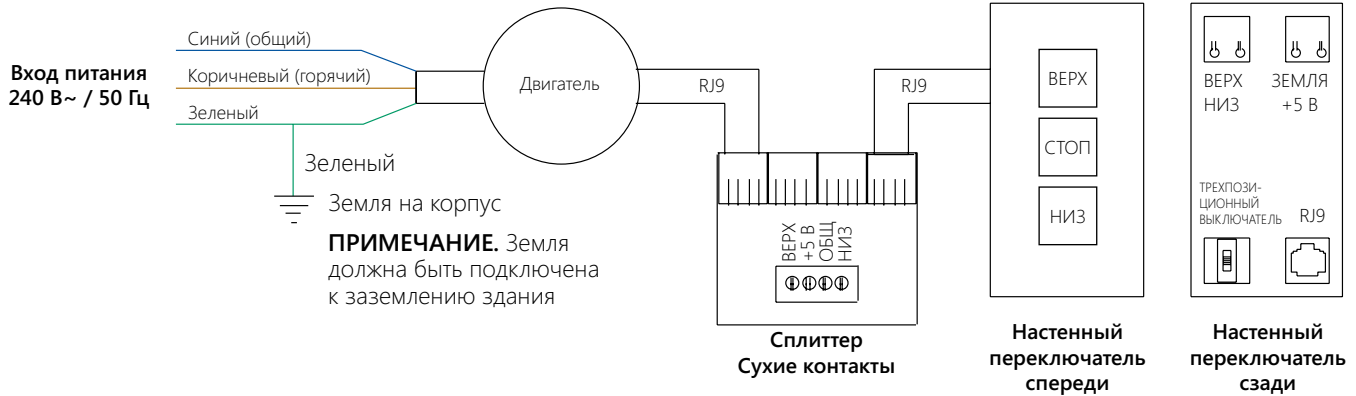 Вход питания
240 В~ / 50 Гц
Синий (общий)
Коричневый (горячий)
Зеленый
Зеленый
Земля на корпус
ПРИМЕЧАНИЕ. Земля
должна быть подключена
к заземлению здания
Двигатель
RJ9
ВЕРХ
+5 В
ОБЩ
НИЗ
Сплиттер
Сухие контакты
RJ9
ВЕРХ
СТОП
НИЗ
Настенный
переключатель
спереди
ВЕРХ
НИЗ
ЗЕМЛЯ
+5 В
ТРЕХПОЗИ-
ЦИОННЫЙ
ВЫКЛЮЧАТЕЛЬ
RJ9
Настенный
переключатель
сзади